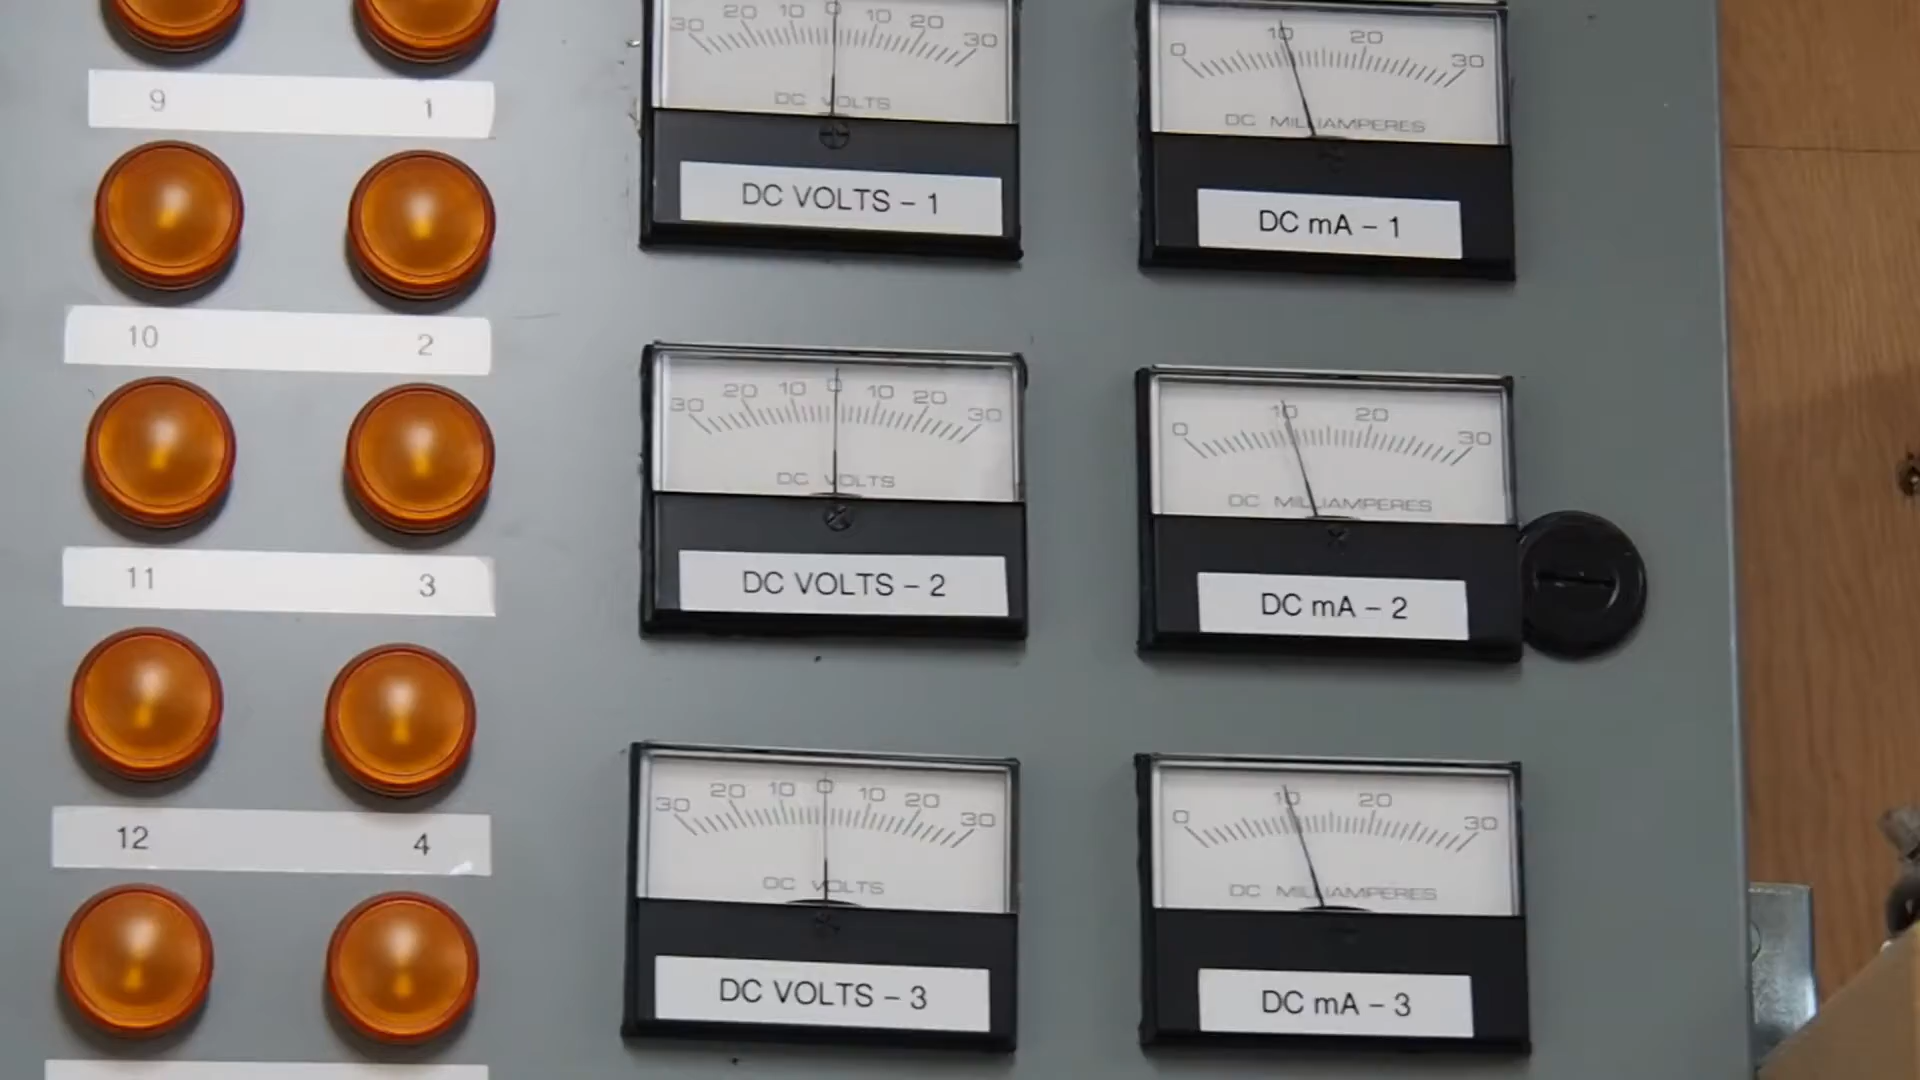 9 1
10 2
11 3
12 4
30 20 10 0 10 20 30
DC VOLTS
DC VOLTS – 1
0 10 20 30
DC MILLIAMPERES
DC mA – 1
30 20 10 0 10 20 30
DC VOLTS
DC VOLTS – 2
0 10 20 30
DC MILLIAMPERES
DC mA – 2
30 20 10 0 10 20 30
DC VOLTS
DC VOLTS – 3
0 10 20 30
DC MILLIAMPERES
DC mA – 3